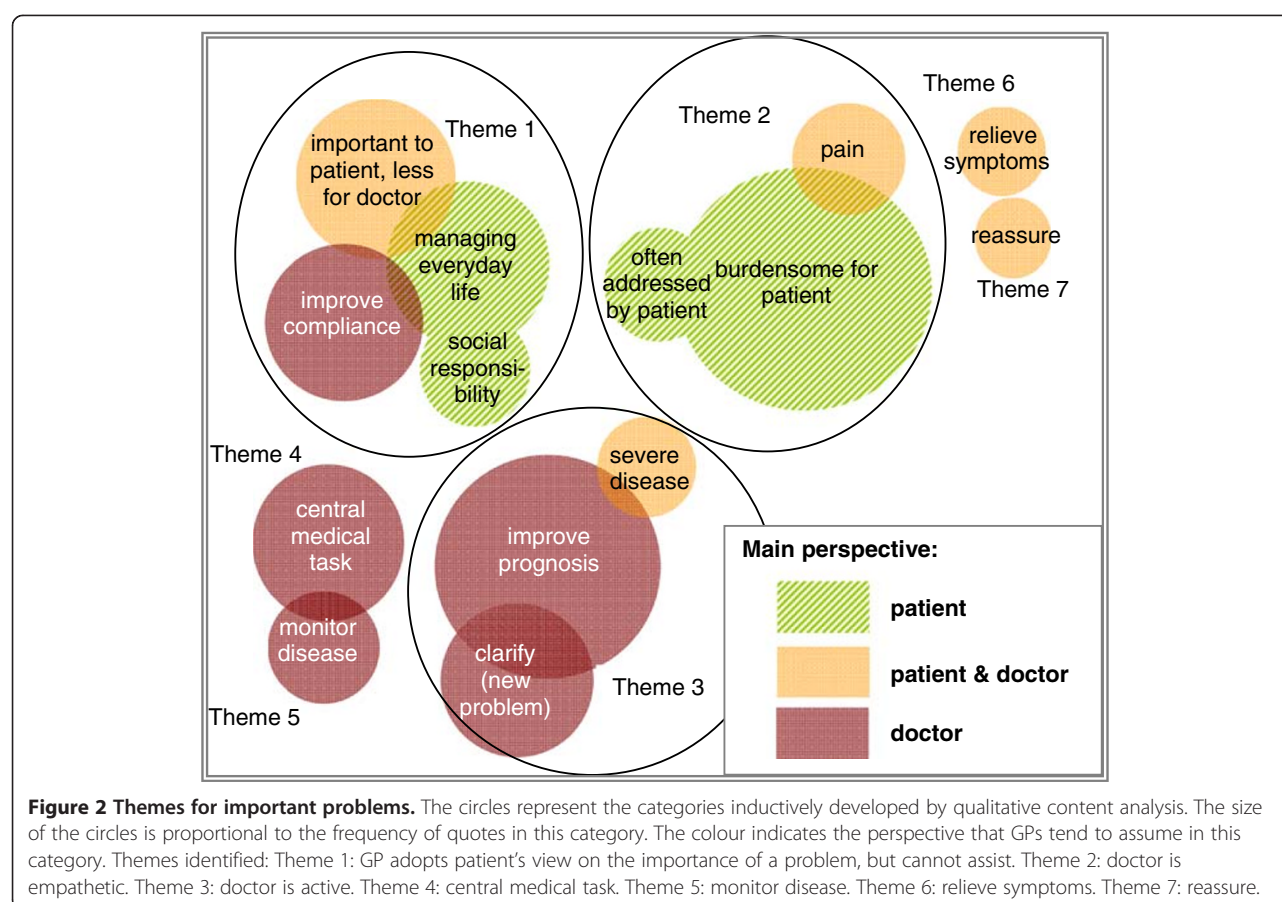 Theme 1
important to
patient, less
for doctor
managing
everyday
life
improve
compliance
social
responsi-
bility
Theme 2
pain
often
addressed
by patient
burdensome for
patient
Theme 6
relieve
symptoms
reassure
Theme 7
Theme 4
central
medical
task
monitor
disease
Theme 5
severe
disease
improve
prognosis
clarify
(new
problem)
Theme 3
Main perspective:
patient
patient & doctor
doctor
Figure 2 Themes for important problems. The circles represent the categories inductively developed by qualitative content analysis. The size
of the circles is proportional to the frequency of quotes in this category. The colour indicates the perspective that GPs tend to assume in this
category. Themes identified: Theme 1: GP adopts patient's view on the importance of a problem, but cannot assist. Theme 2: doctor is
empathetic. Theme 3: doctor is active. Theme 4: central medical task. Theme 5: monitor disease. Theme 6: relieve symptoms. Theme 7: reassure.